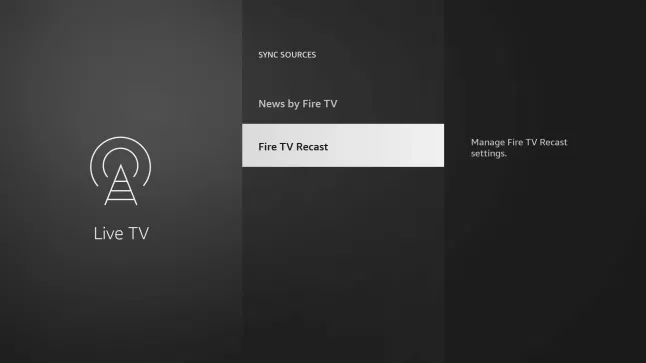 SYNC SOURCES
News by Fire TV
Fire TV Recast
Manage Fire TV Recast
settings.
Live TV